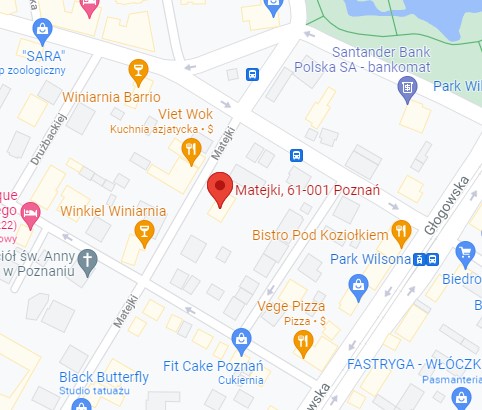 "SARA"
p zoologiczny
Santander Bank
Polska SA - bankomat
Winiarnia Barrio
Park Wil
Viet Wok
Kuchnia azjatycka • $
Matejki
Drużbackiej
Matejki, 61-001 Poznań
gue
ego
22)
owy
Winkiel Winiarnia
Głogowska
Bistro Pod Koziołkiem
ciół św. Anny
w Poznaniu
Park Wilsona
Biedro
Matejki
Vege Pizza
Pizza • $
Fit Cake Poznań
Cukiernia
FASTRYGA - WŁÓCZK
Pasmanteria
Black Butterfly
Studio tatuażu
wska